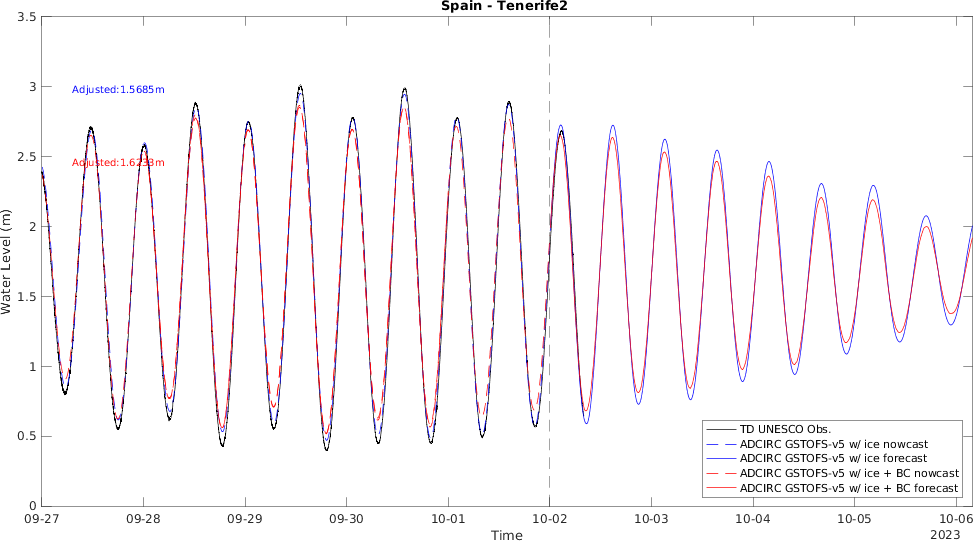 Spain - Tenerife2
3.5
3
2.5
2
1.5
1
0.5
0
Water Level (m)
Adjusted:1.5685m
Adjusted:1.6233m
TD UNESCO Obs.
ADCIRC GSTOFS-v5 w/ ice nowcast
ADCIRC GSTOFS-v5 w/ ice forecast
ADCIRC GSTOFS-v5 w/ ice + BC nowcast
ADCIRC GSTOFS-v5 w/ ice + BC forecast
09-27 09-28 09-29 09-30 10-01 10-02 10-03 10-04 10-05 10-06
Time
2023